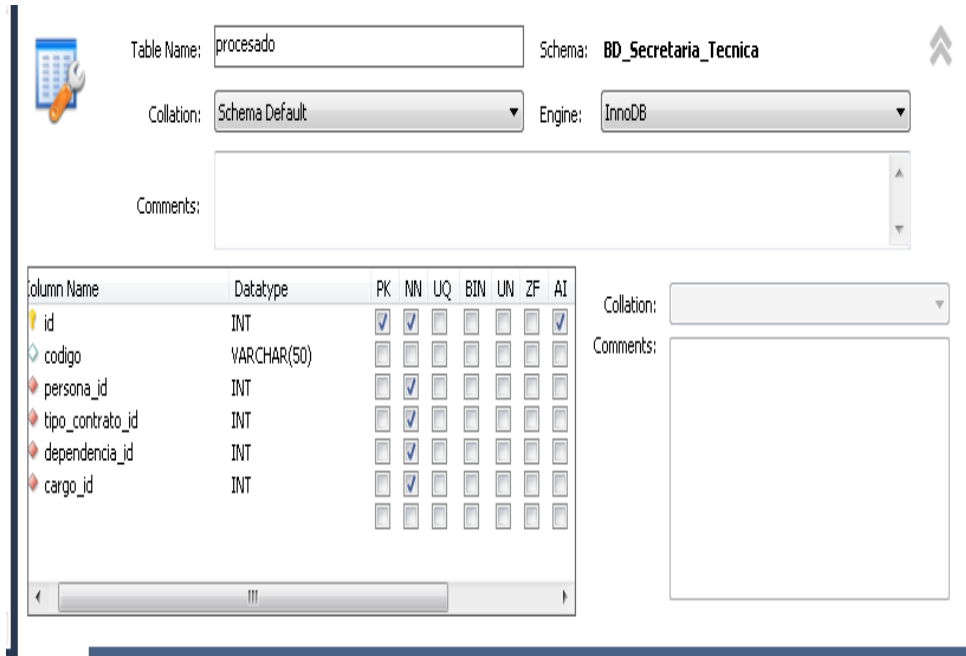 Table Name: procesado Schema: BD_Secretaria_Tecnica
Collation: Schema Default Engine: InnoDB
Comments:
Column Name Datatype PK NN UQ BIN UN ZF AI
id INT
codigo VARCHAR(50)
persona_id INT
tipo_contrato_id INT
dependencia_id INT
cargo_id INT
Collation:
Comments: